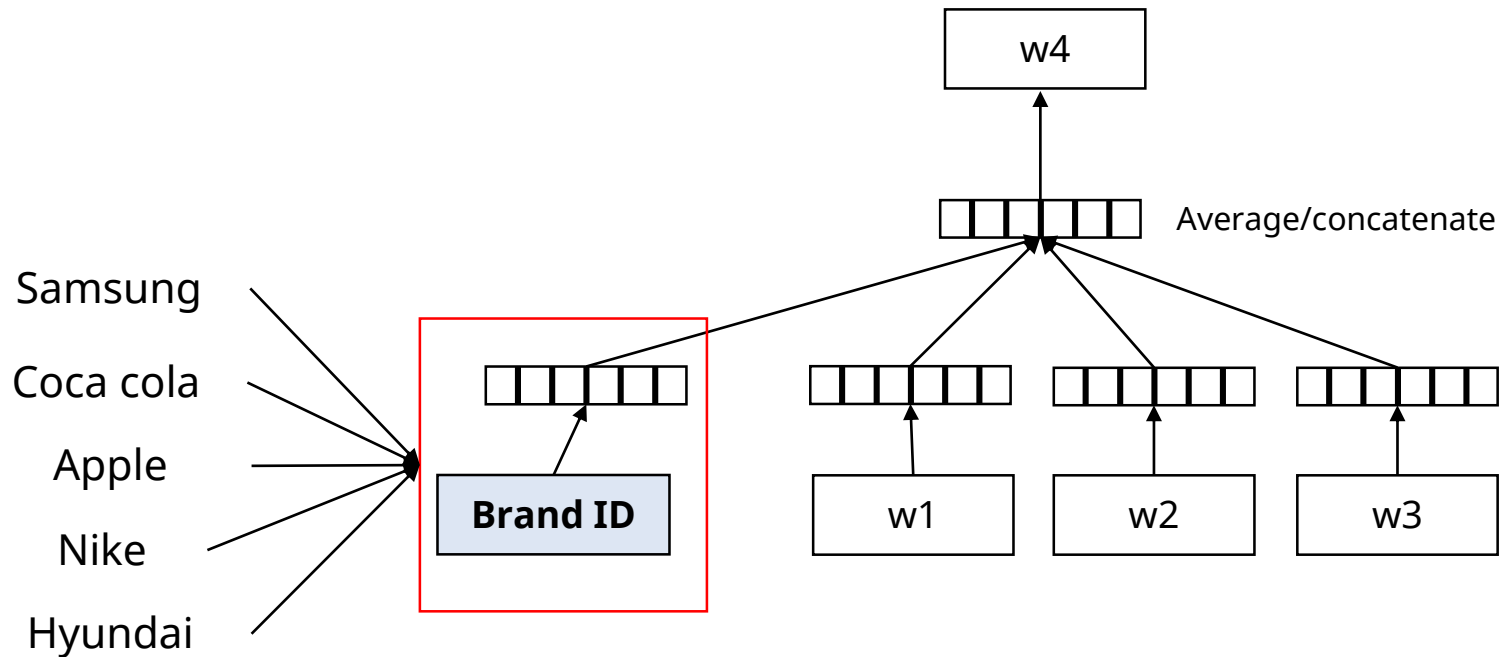 w4
Average/concatenate
Samsung
Coca cola
Apple
Nike
Hyundai
Brand ID
w1
w2
w3